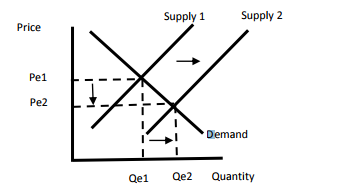 Supply 1
Supply 2
Price
Pe1
Pe2
Demand
Qe1
Qe2
Quantity